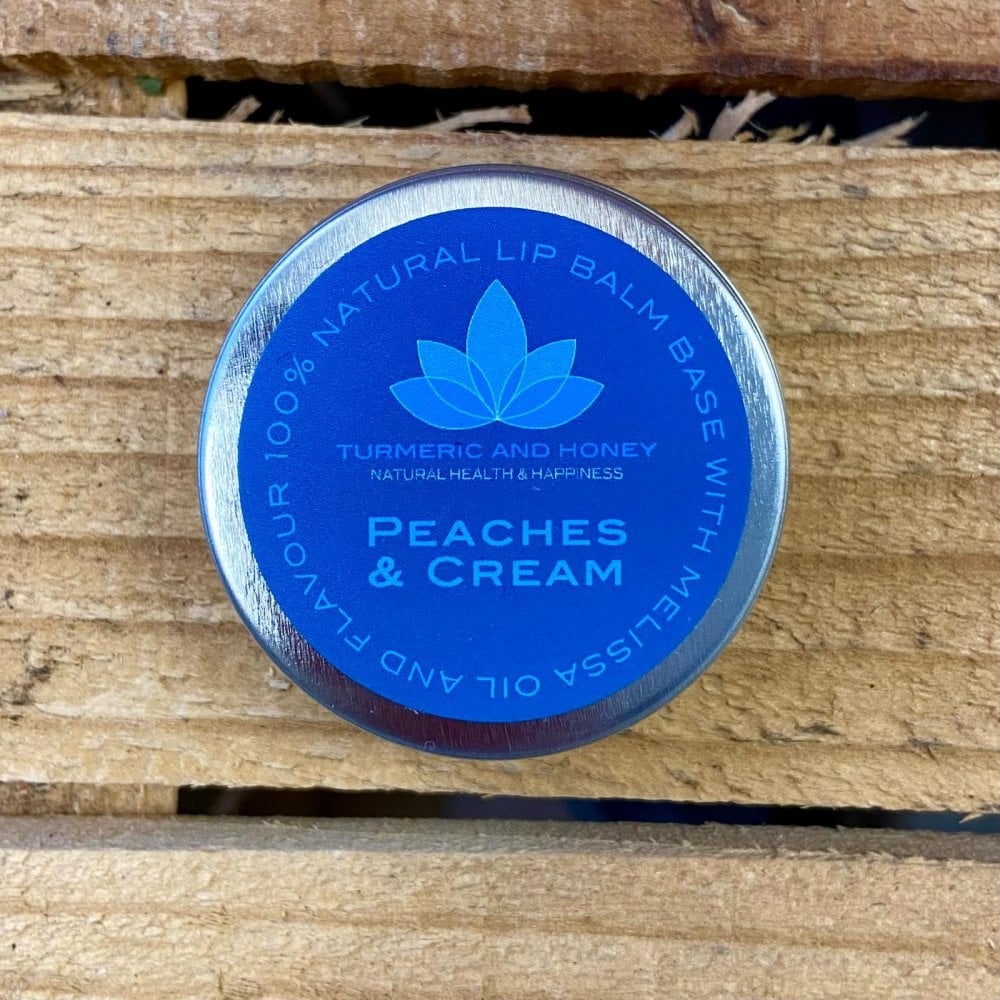 100% NATURAL LIP BALM BASE WITH MELISSA OIL AND FLAVOUR
TURMERIC AND HONEY
NATURAL HEALTH & HAPPINESS
PEACHES
& CREAM